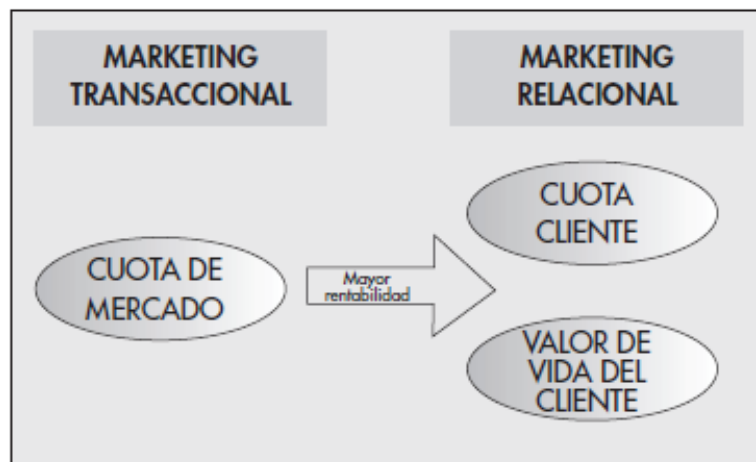 MARKETING
TRANSACCIONAL
MARKETING
RELACIONAL
CUOTA DE
MERCADO
Mayor
rentabilidad
CUOTA
CLIENTE
VALOR DE
VIDA DEL
CLIENTE